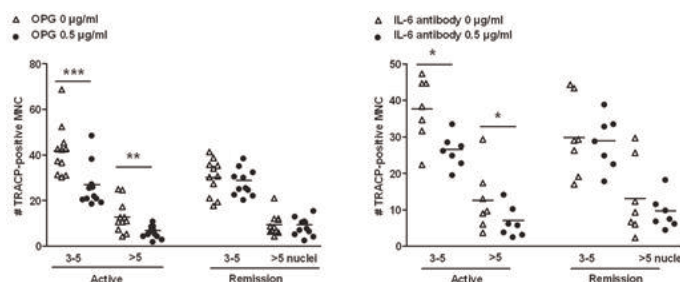 △ OPG 0 µg/ml
● OPG 0.5 µg/ml
# TRACP-positive MNC
60
40
20
0
***
**
3-5
>5
3-5
>5 nuclei
Active
Remission
△ IL-6 antibody 0 µg/ml
● IL-6 antibody 0.5 µg/ml
# TRACP-positive MNC
50
40
30
20
10
0
*
*
3-5
>5
3-5
>5 nuclei
Active
Remission